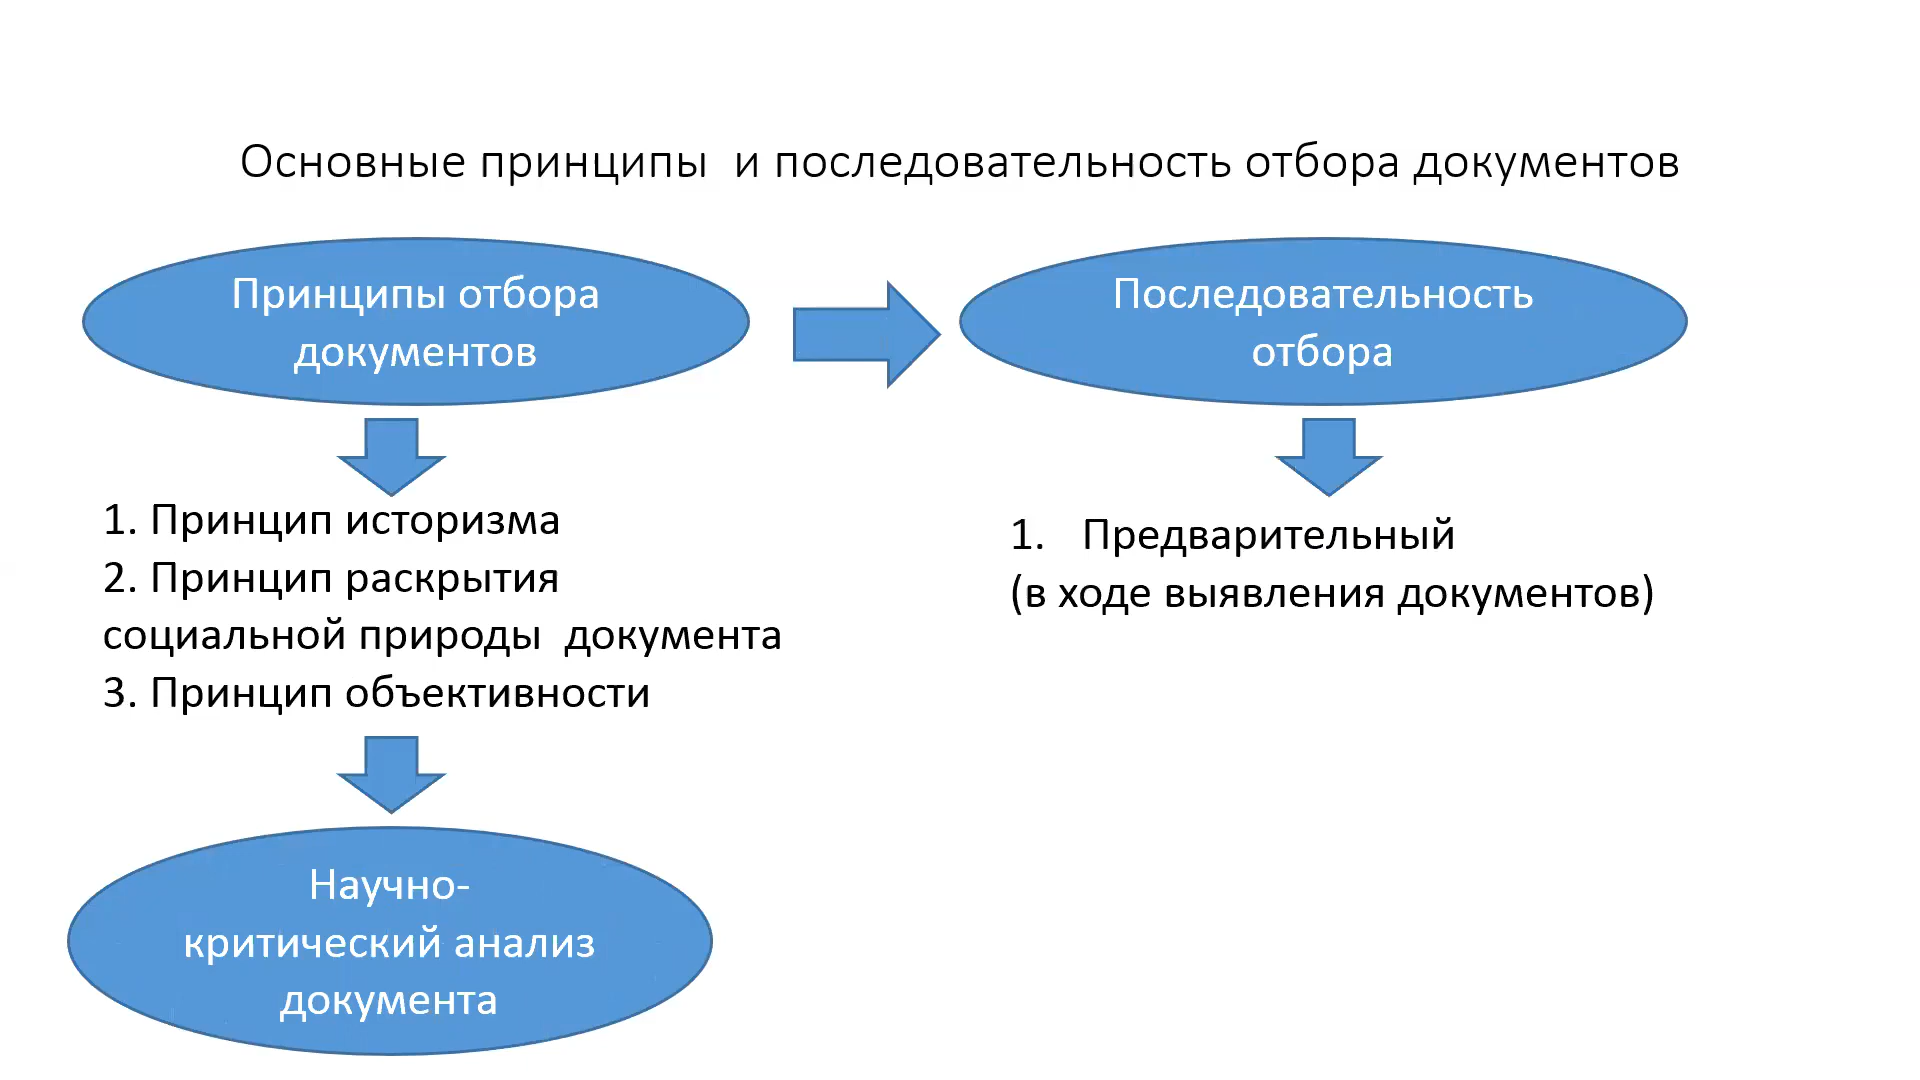 Основные принципы  и последовательность отбора документов
Принципы отбора
документов
Последовательность
отбора
1. Принцип историзма
2. Принцип раскрытия
социальной природы  документа
3. Принцип объективности
1.   Предварительный
(в ходе выявления документов)
Научно-
критический анализ
документа